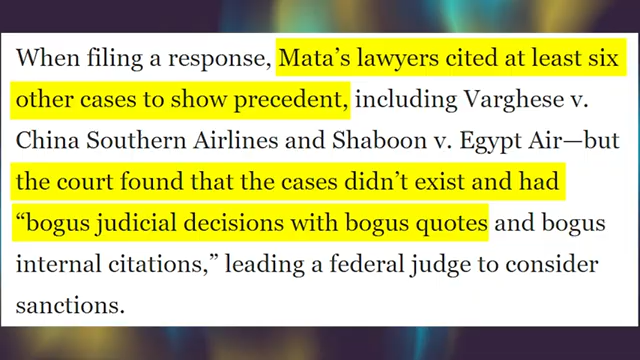 When filing a response, Mata’s lawyers cited at least six
other cases to show precedent, including Varghese v.
China Southern Airlines and Shaboon v. Egypt Air—but
the court found that the cases didn’t exist and had
“bogus judicial decisions with bogus quotes and bogus
internal citations,” leading a federal judge to consider
sanctions.